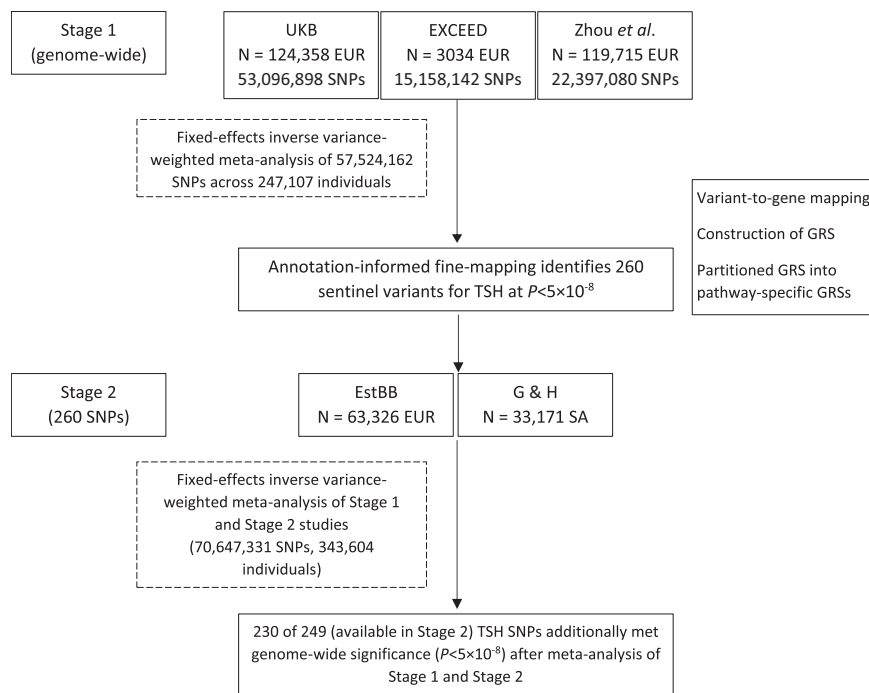 Stage 1
(genome-wide)
UKB
N = 124,358 EUR
53,096,898 SNPs
EXCEED
N = 3034 EUR
15,158,142 SNPs
Zhou et al.
N = 119,715 EUR
22,397,080 SNPs
Fixed-effects inverse variance-
weighted meta-analysis of 57,524,162
SNPs across 247,107 individuals
Variant-to-gene mapping
Construction of GRS
Partitioned GRS into
pathway-specific GRSs
Annotation-informed fine-mapping identifies 260
sentinel variants for TSH at P<5×10⁻⁸
Stage 2
(260 SNPs)
EstBB
N = 63,326 EUR
G & H
N = 33,171 SA
Fixed-effects inverse variance-
weighted meta-analysis of Stage 1
and Stage 2 studies
(70,647,331 SNPs, 343,604
individuals)
230 of 249 (available in Stage 2) TSH SNPs additionally met
genome-wide significance (P<5×10⁻⁸) after meta-analysis of
Stage 1 and Stage 2